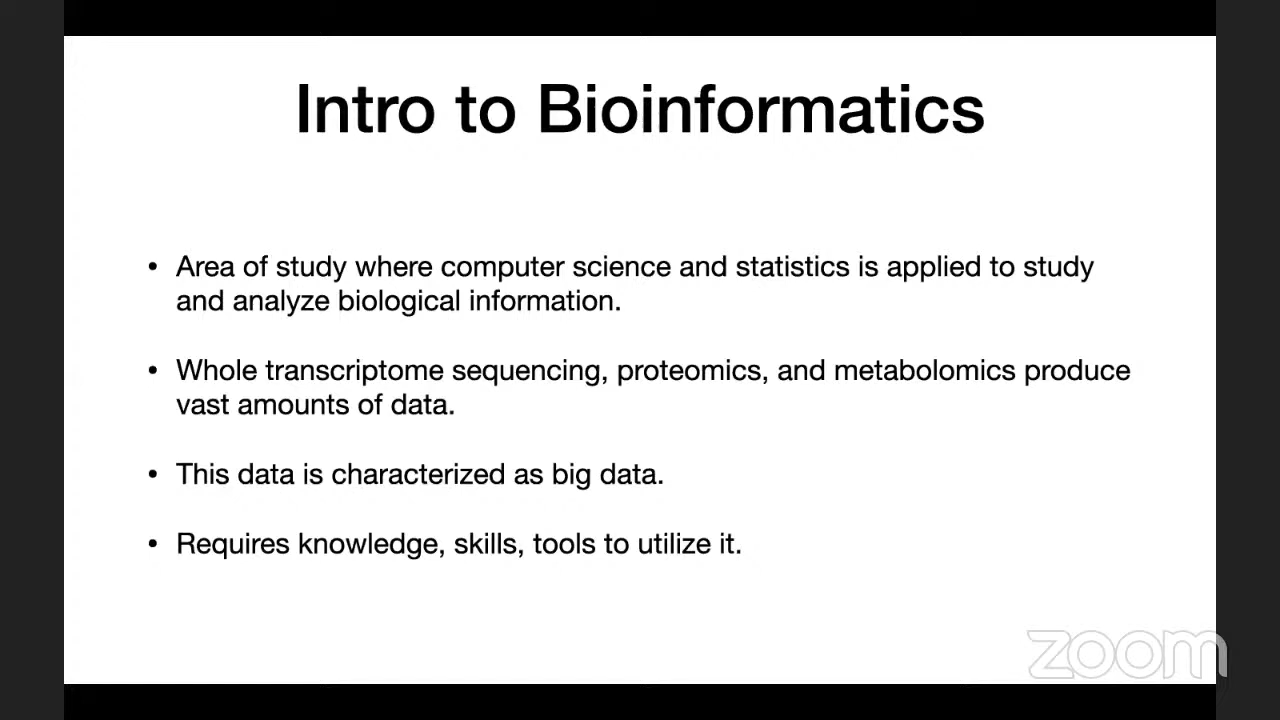 Intro to Bioinformatics
• Area of study where computer science and statistics is applied to study
and analyze biological information.
• Whole transcriptome sequencing, proteomics, and metabolomics produce
vast amounts of data.
• This data is characterized as big data.
• Requires knowledge, skills, tools to utilize it.
zoom